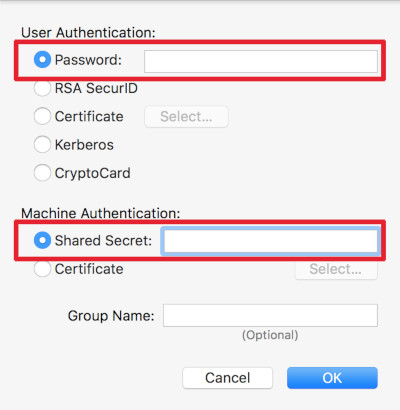 User Authentication:
Password:
RSA SecurID
Certificate Select...
Kerberos
CryptoCard
Machine Authentication:
Shared Secret:
Certificate Select...
Group Name:
(Optional)
Cancel OK